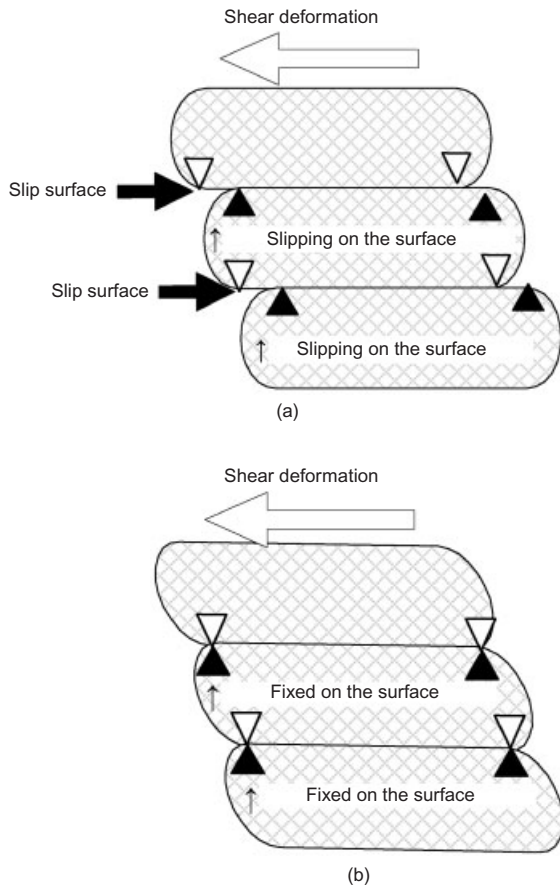 Shear deformation
Slip surface
↑ Slipping on the surface
Slip surface
↑ Slipping on the surface
(a)
Shear deformation
↑ Fixed on the surface
↑ Fixed on the surface
(b)